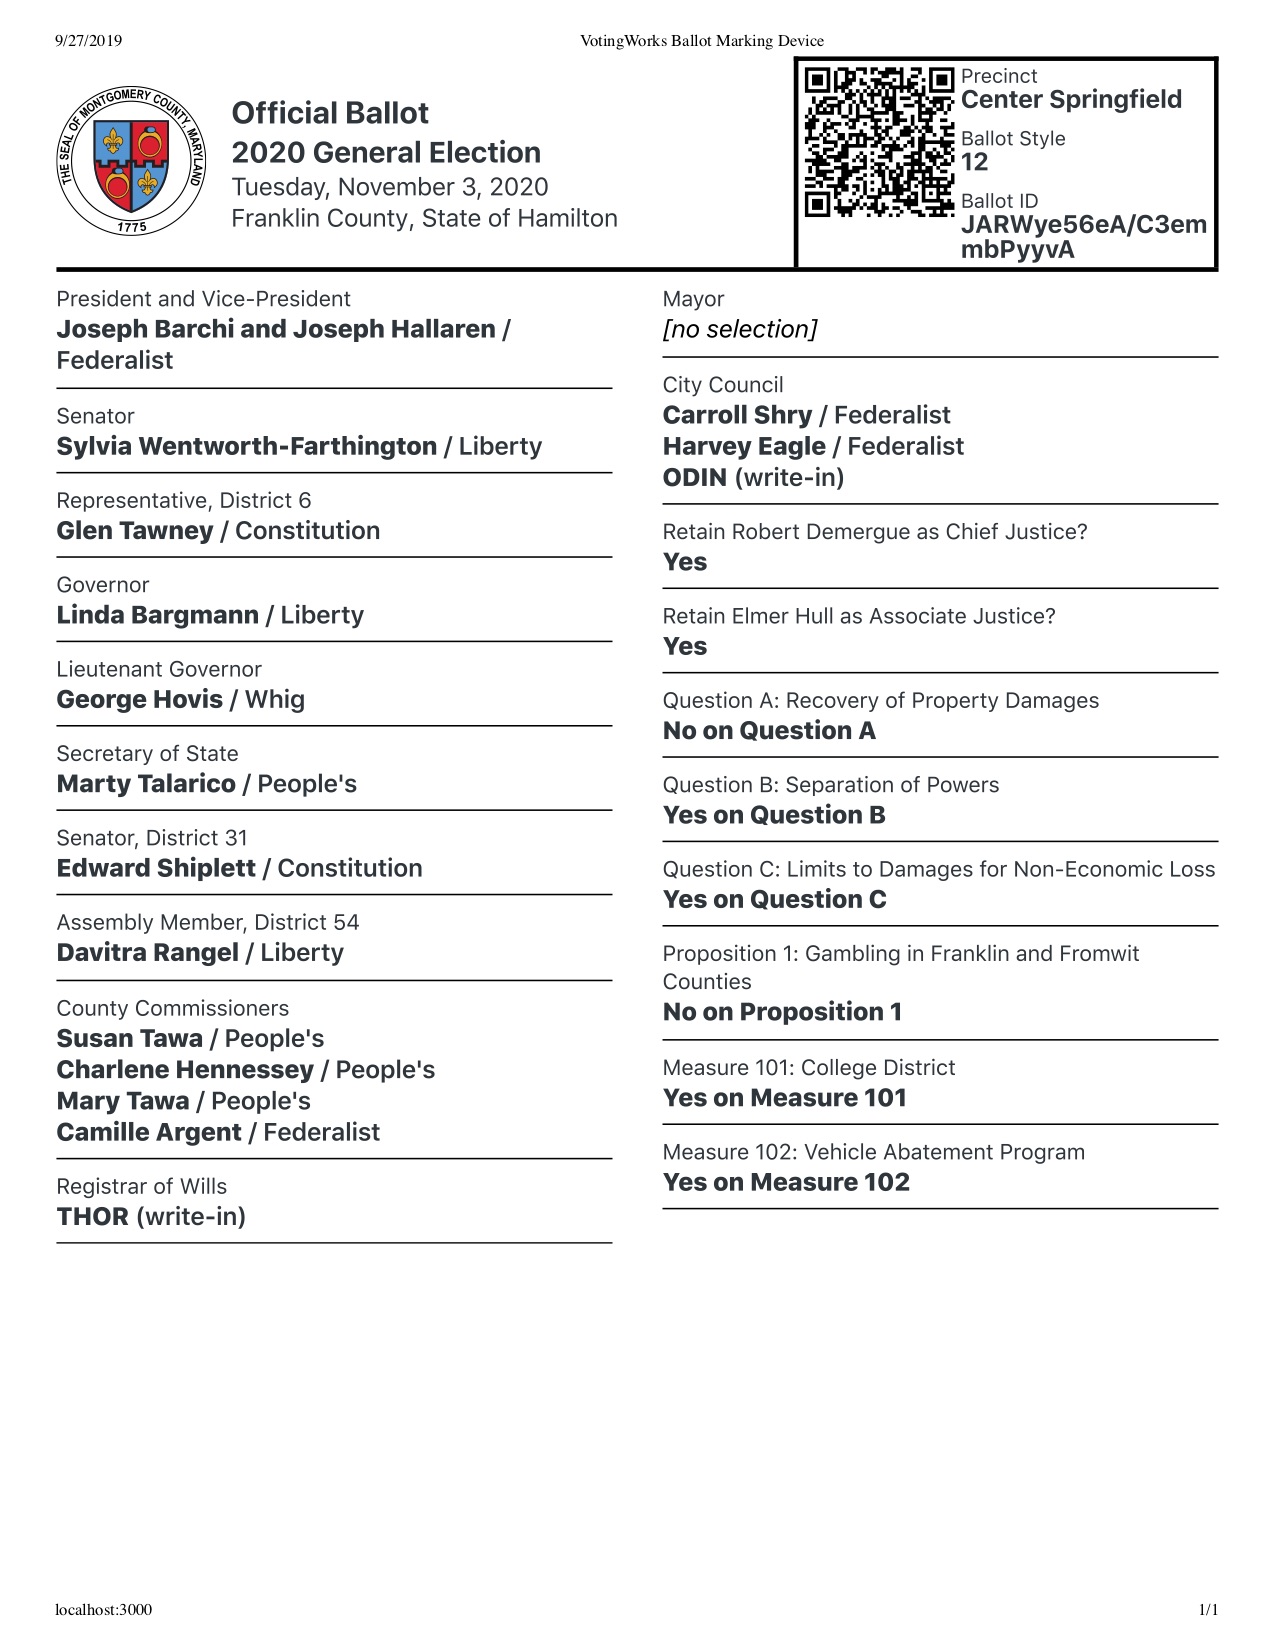 9/27/2019
VotingWorks Ballot Marking Device
THE SEAL OF MONTGOMERY COUNTY, MARYLAND
1775
Official Ballot
2020 General Election
Tuesday, November 3, 2020
Franklin County, State of Hamilton
Precinct
Center Springfield
Ballot Style
12
Ballot ID
JARWye56eA/C3em
mbPyyvA
President and Vice-President
Joseph Barchi and Joseph Hallaren /
Federalist
Senator
Sylvia Wentworth-Farthington / Liberty
Representative, District 6
Glen Tawney / Constitution
Governor
Linda Bargmann / Liberty
Lieutenant Governor
George Hovis / Whig
Secretary of State
Marty Talarico / People's
Senator, District 31
Edward Shiplett / Constitution
Assembly Member, District 54
Davitra Rangel / Liberty
County Commissioners
Susan Tawa / People's
Charlene Hennessey / People's
Mary Tawa / People's
Camille Argent / Federalist
Registrar of Wills
THOR (write-in)
Mayor
[no selection]
City Council
Carroll Shry / Federalist
Harvey Eagle / Federalist
ODIN (write-in)
Retain Robert Demergue as Chief Justice?
Yes
Retain Elmer Hull as Associate Justice?
Yes
Question A: Recovery of Property Damages
No on Question A
Question B: Separation of Powers
Yes on Question B
Question C: Limits to Damages for Non-Economic Loss
Yes on Question C
Proposition 1: Gambling in Franklin and Fromwit
Counties
No on Proposition 1
Measure 101: College District
Yes on Measure 101
Measure 102: Vehicle Abatement Program
Yes on Measure 102
localhost:3000
1/1